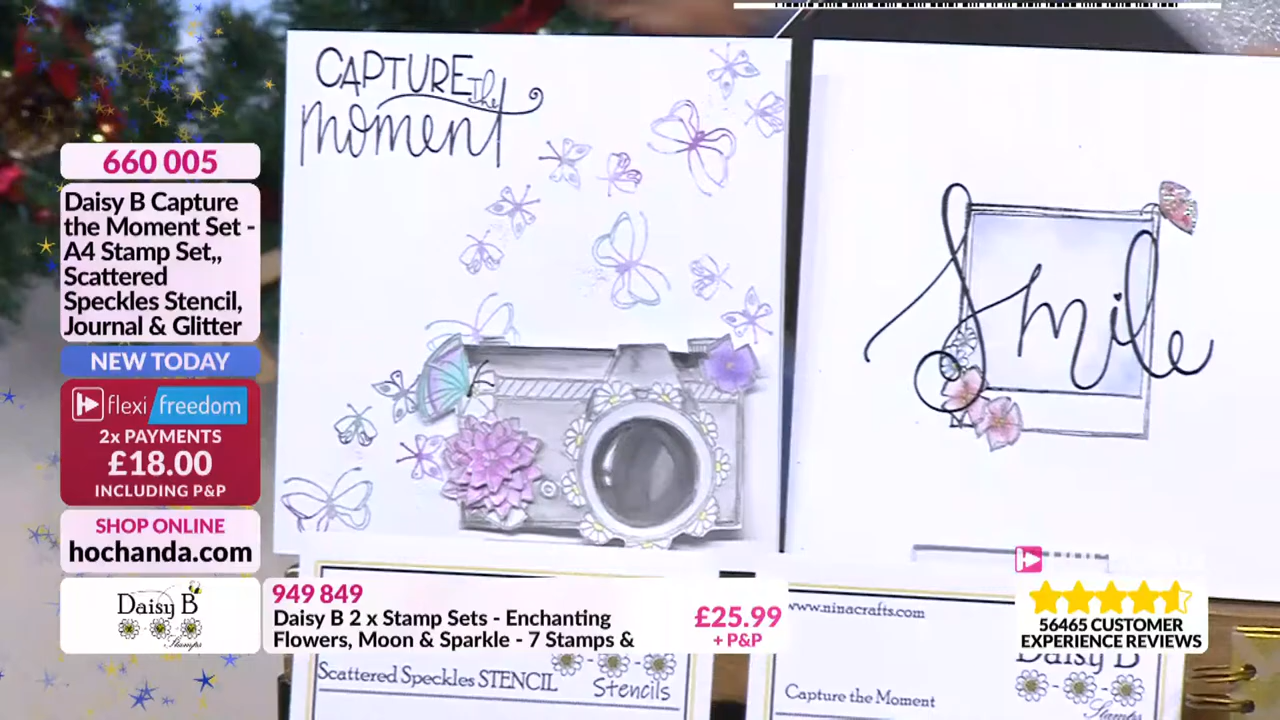 CAPTURE the
moment
Smile
660 005
Daisy B Capture
the Moment Set -
A4 Stamp Set,,
Scattered
Speckles Stencil,
Journal & Glitter
NEW TODAY
flexi freedom
2x PAYMENTS
£18.00
INCLUDING P&P
SHOP ONLINE
hochanda.com
Daisy B
Stamps
949 849
Daisy B 2 x Stamp Sets - Enchanting
Flowers, Moon & Sparkle - 7 Stamps &
£25.99
+ P&P
www.ninacrafts.com
56465 CUSTOMER
EXPERIENCE REVIEWS
Scattered Speckles STENCIL
Stencils
Capture the Moment
Daisy B
Stamps